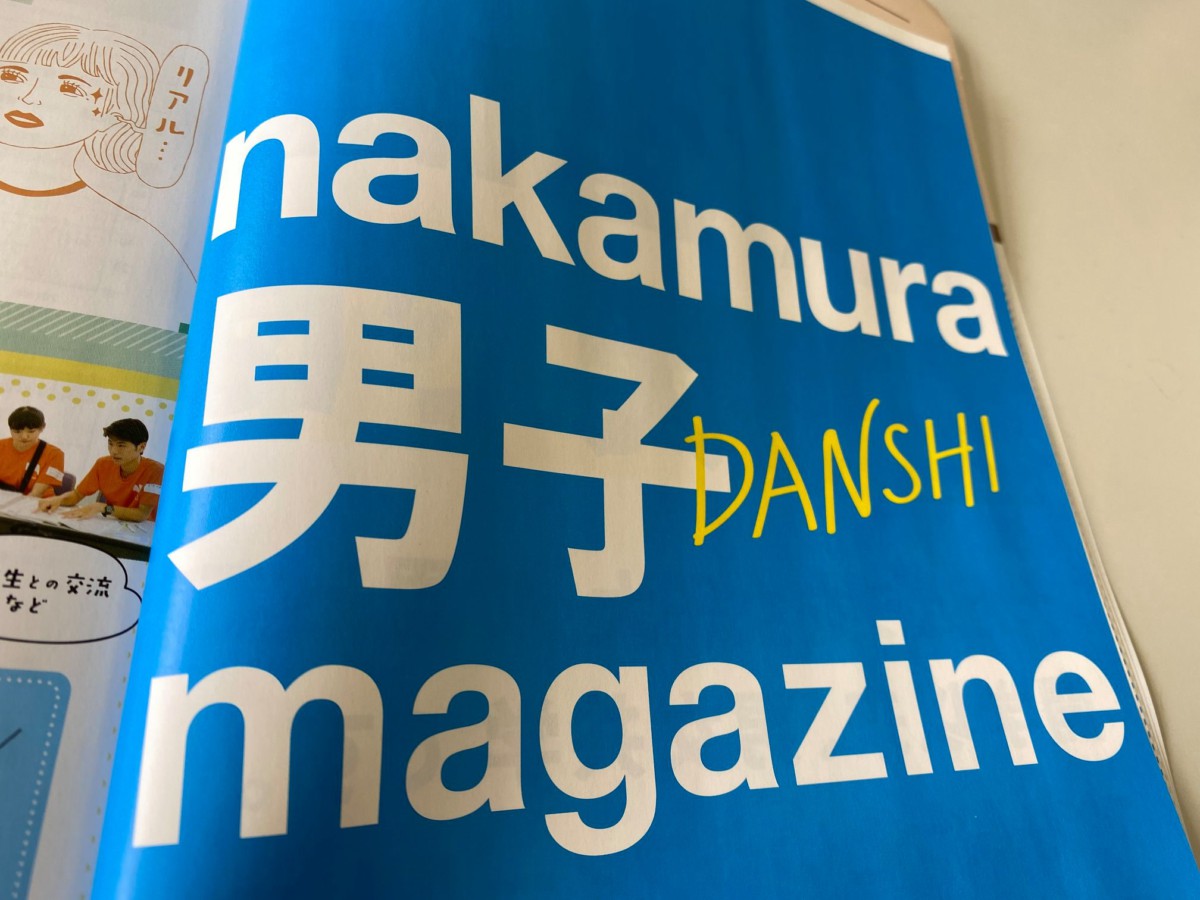 リアル…
生との交流
など
nakamura
男子
DANSHI
magazine